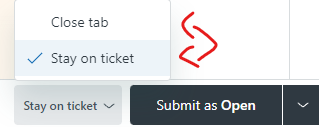 Close tab
Stay on ticket
Stay on ticket
Submit as Open